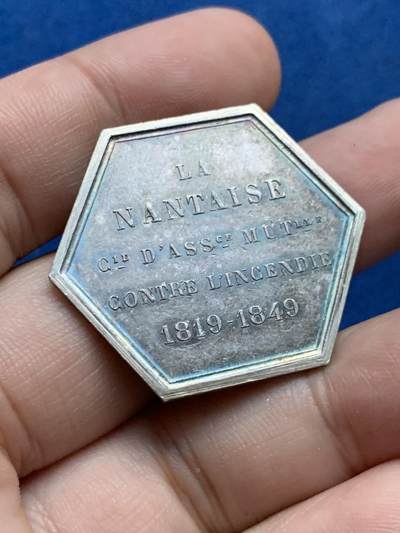 LA
NANTAISE
CIE D'ASSCE MUTLLE
CONTRE L'INCENDIE
1819-1849